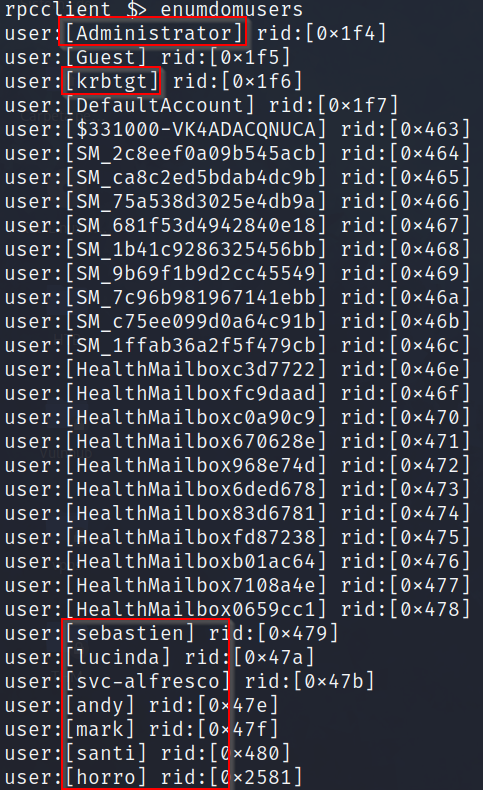 rpcclient $> enumdomusers
user:[Administrator] rid:[0x1f4]
user:[Guest] rid:[0x1f5]
user:[krbtgt] rid:[0x1f6]
user:[DefaultAccount] rid:[0x1f7]
user:[$331000-VK4ADACQNUCA] rid:[0x463]
user:[SM_2c8eef0a09b545acb] rid:[0x464]
user:[SM_ca8c2ed5bdab4dc9b] rid:[0x465]
user:[SM_75a538d3025e4db9a] rid:[0x466]
user:[SM_681f53d4942840e18] rid:[0x467]
user:[SM_1b41c9286325456bb] rid:[0x468]
user:[SM_9b69f1b9d2cc45549] rid:[0x469]
user:[SM_7c96b981967141ebb] rid:[0x46a]
user:[SM_c75ee099d0a64c91b] rid:[0x46b]
user:[SM_1ffab36a2f5f479cb] rid:[0x46c]
user:[HealthMailboxc3d7722] rid:[0x46e]
user:[HealthMailboxfc9daad] rid:[0x46f]
user:[HealthMailboxc0a90c9] rid:[0x470]
user:[HealthMailbox670628e] rid:[0x471]
user:[HealthMailbox968e74d] rid:[0x472]
user:[HealthMailbox6ded678] rid:[0x473]
user:[HealthMailbox83d6781] rid:[0x474]
user:[HealthMailboxfd87238] rid:[0x475]
user:[HealthMailboxb01ac64] rid:[0x476]
user:[HealthMailbox7108a4e] rid:[0x477]
user:[HealthMailbox0659cc1] rid:[0x478]
user:[sebastien] rid:[0x479]
user:[lucinda] rid:[0x47a]
user:[svc-alfresco] rid:[0x47b]
user:[andy] rid:[0x47e]
user:[mark] rid:[0x47f]
user:[santi] rid:[0x480]
user:[horro] rid:[0x2581]